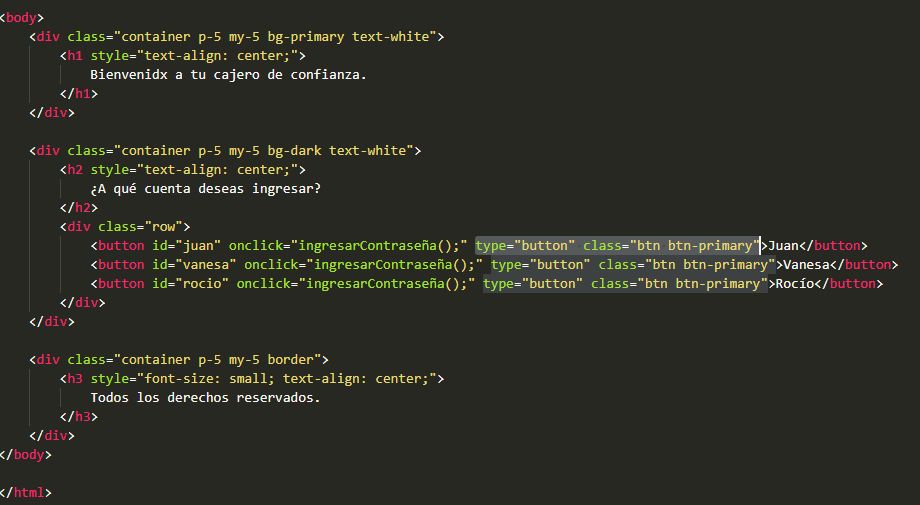 <body>
<div class="container p-5 my-5 bg-primary text-white">
<h1 style="text-align: center;">
Bienvenidx a tu cajero de confianza.
</h1>
</div>
<div class="container p-5 my-5 bg-dark text-white">
<h2 style="text-align: center;">
¿A qué cuenta deseas ingresar?
</h2>
<div class="row">
<button id="juan" onclick="ingresarContraseña();" type="button" class="btn btn-primary">Juan</button>
<button id="vanesa" onclick="ingresarContraseña();" type="button" class="btn btn-primary">Vanesa</button>
<button id="rocio" onclick="ingresarContraseña();" type="button" class="btn btn-primary">Rocío</button>
</div>
</div>
<div class="container p-5 my-5 border">
<h3 style="font-size: small; text-align: center;">
Todos los derechos reservados.
</h3>
</div>
</body>
</html>